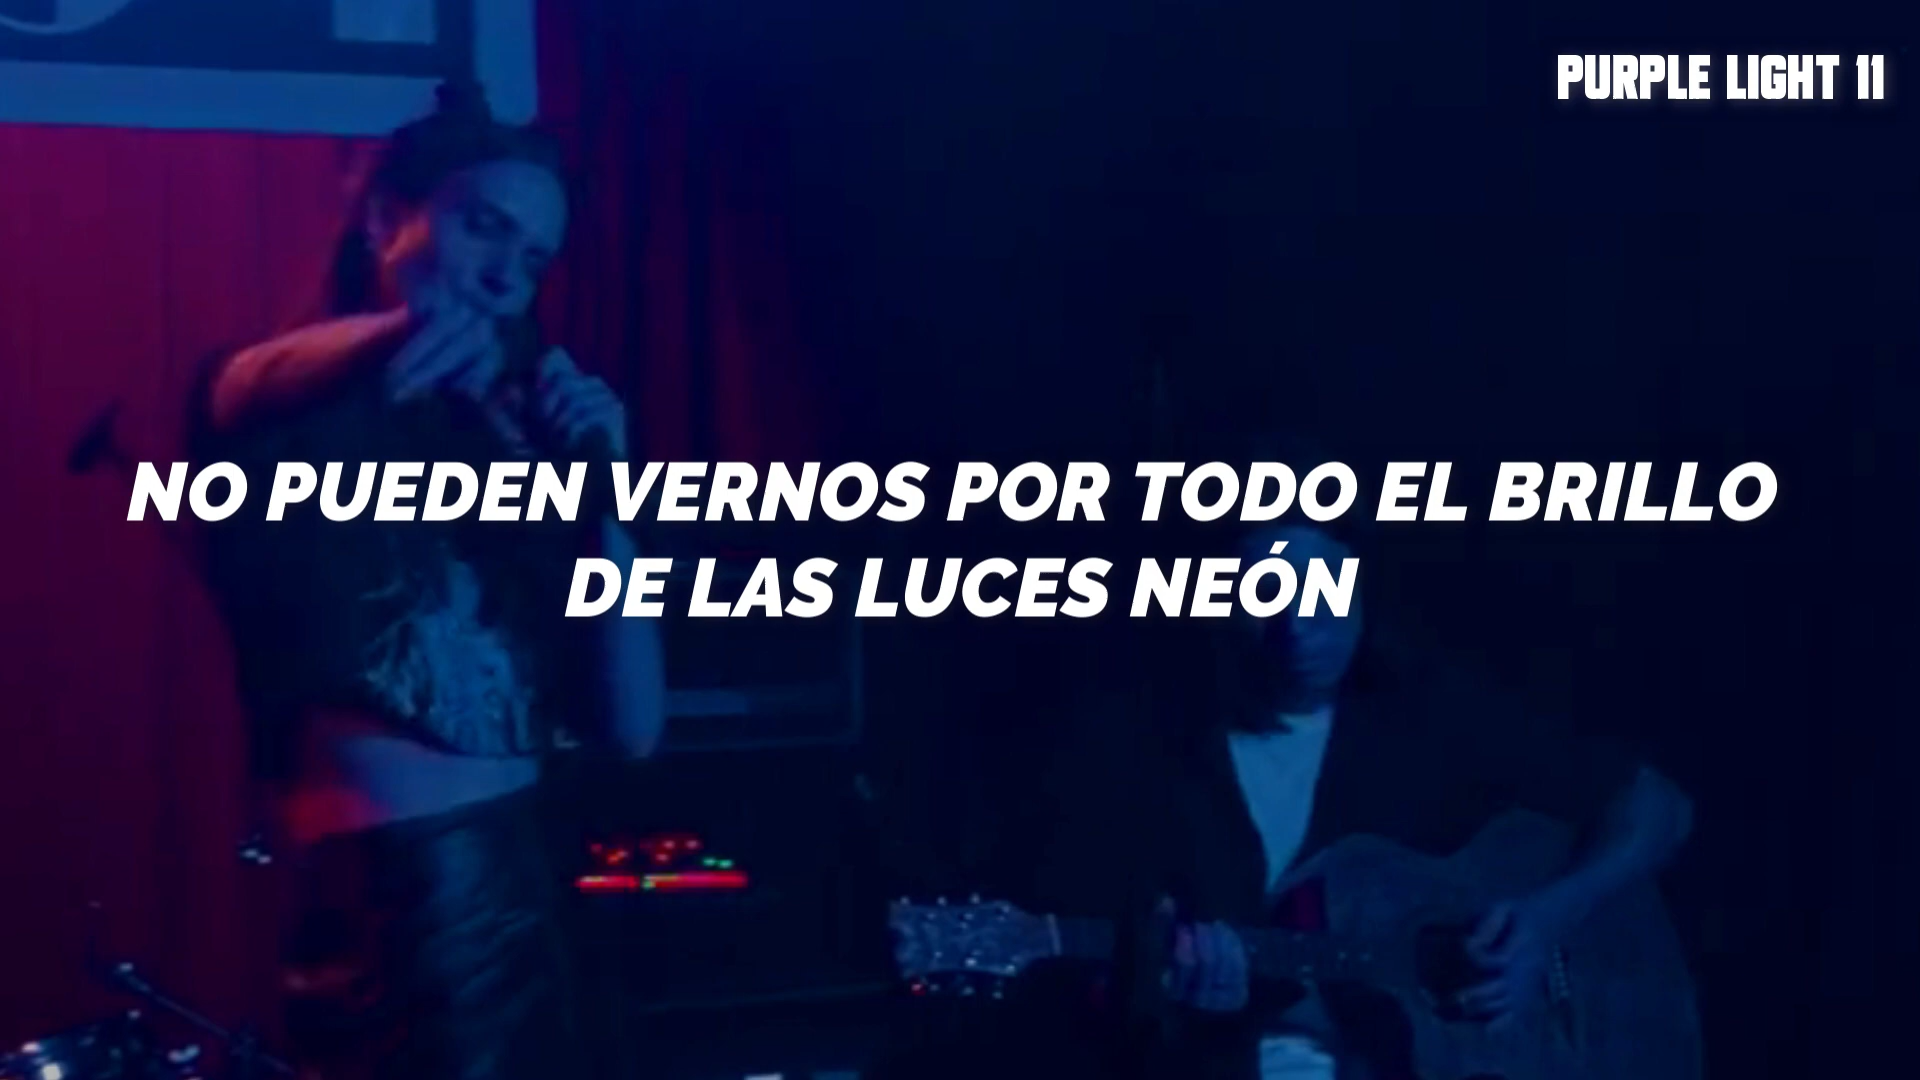 PURPLE LIGHT 11
NO PUEDEN VERNOS POR TODO EL BRILLO
DE LAS LUCES NEÓN